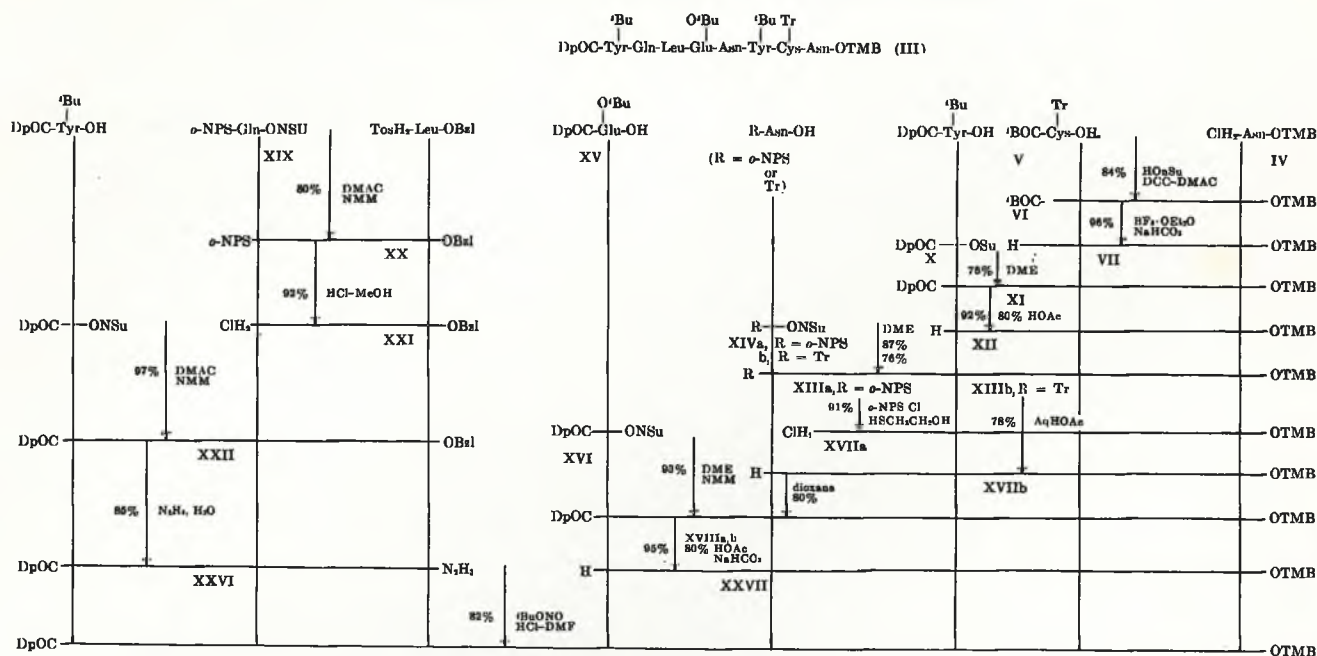 ᵗBu OᵗBu ᵗBu Tr
DpOC-Tyr-Gln-Leu-Glu-Asn-Tyr-Cys-Asn-OTMB (III)
ᵗBu OᵗBu ᵗBu Tr
DpOC-Tyr-OH o-NPS-Gln-ONSU TosH₂-Leu-OBzl DpOC-Glu-OH R-Asn-OH DpOC-Tyr-OH ᵗBOC-Cys-OH. ClH₂-Asn-OTMB
XIX XV (R = o-NPS V IV
or
Tr)
80% DMAC
NMM
84% HOnSu
DCC-DMAC
ᵗBOC- OTMB
VI
96% BF₃-OEt₂O
NaHCO₃
o-NPS OBzl
XX
DpOC OSu H OTMB
X VII
75% DME
92% HCl-MeOH
DpOC OTMB
XI
92% 80% HOAc
DpOC ONSu ClH₂ OBzl
XXI
R ONSu
XIVa, R = o-NPS
b, R = Tr
DME
87%
76%
H OTMB
XII
97% DMAC
NMM
R OTMB
XIIIa, R = o-NPS XIIIb, R = Tr
91% o-NPS Cl
HSCH₂CH₂OH
78% AqHOAc
DpOC ONSu ClH₂ OTMB
XVI XVIIa
DpOC OBzl
XXII
93% DME
NMM
H OTMB
XVIIb
dioxane
80%
85% N₂H₄, H₂O
DpOC OTMB
95% XVIIIa,b
80% HOAc
NaHCO₃
DpOC N₂H₃
XXVI
H OTMB
XXVII
82% ᵗBuONO
HCl-DMF
DpOC OTMB